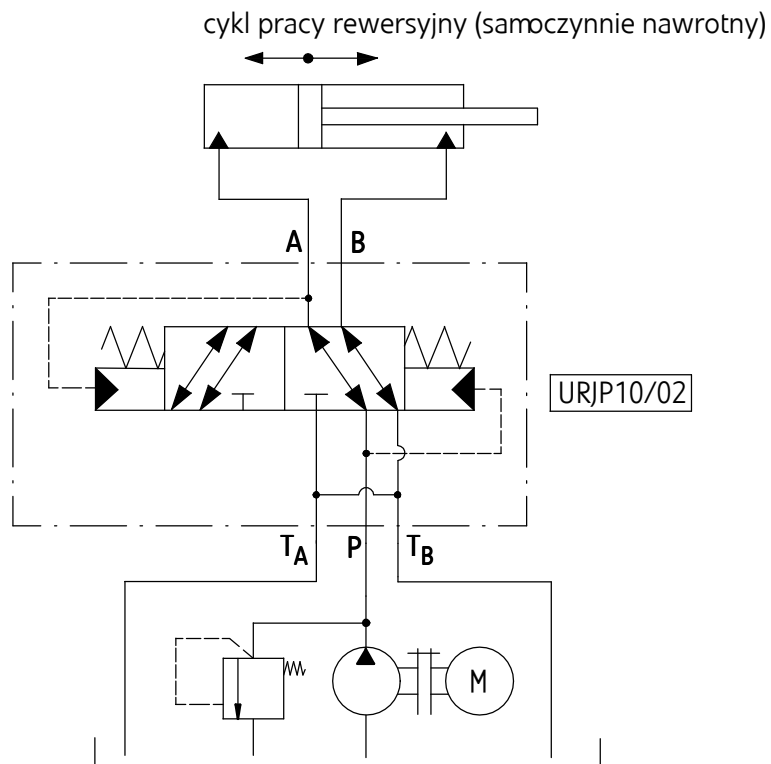 cykl pracy rewersyjny (samoczynnie nawrotny)
A B
URJP10/02
TA P TB
M